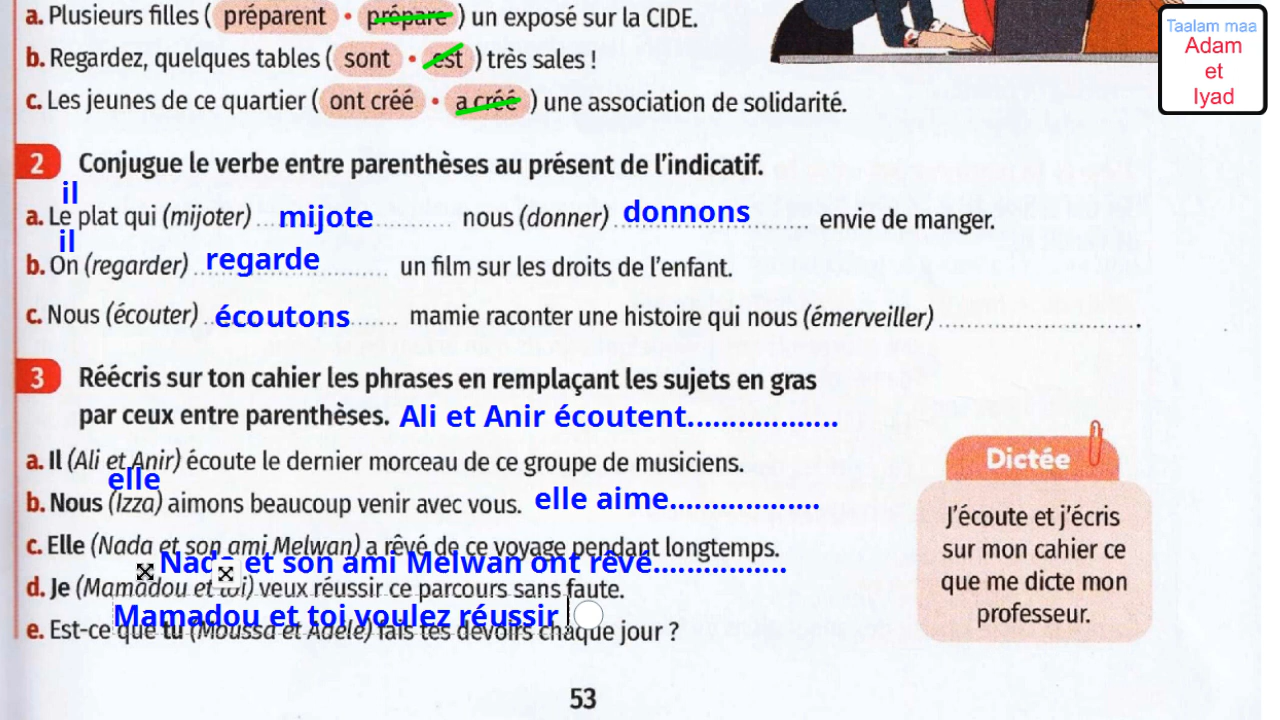 a. Plusieurs filles ( préparent • prépare ) un exposé sur la CIDE.
b. Regardez, quelques tables ( sont • est ) très sales !
c. Les jeunes de ce quartier ( ont créé • a créé ) une association de solidarité.
Taalam maa
Adam
et
Iyad
2 Conjugue le verbe entre parenthèses au présent de l'indicatif.
il
a. Le plat qui (mijoter) mijote nous (donner) donnons envie de manger.
il
b. On (regarder) regarde un film sur les droits de l'enfant.
c. Nous (écouter) écoutons mamie raconter une histoire qui nous (émerveiller) .................... .
3 Réécris sur ton cahier les phrases en remplaçant les sujets en gras
par ceux entre parenthèses. Ali et Anir écoutent..................
a. Il (Ali et Anir) écoute le dernier morceau de ce groupe de musiciens.
elle
b. Nous (Izza) aimons beaucoup venir avec vous. elle aime..................
c. Elle (Nada et son ami Melwan) a rêvé de ce voyage pendant longtemps.
Nada et son ami Melwan ont rêvé................
d. Je (Mamadou et toi) veux réussir ce parcours sans faute.
Mamadou et toi voulez réussir
e. Est-ce que tu (Moussa et Adèle) fais tes devoirs chaque jour ?
Dictée
J'écoute et j'écris
sur mon cahier ce
que me dicte mon
professeur.
53